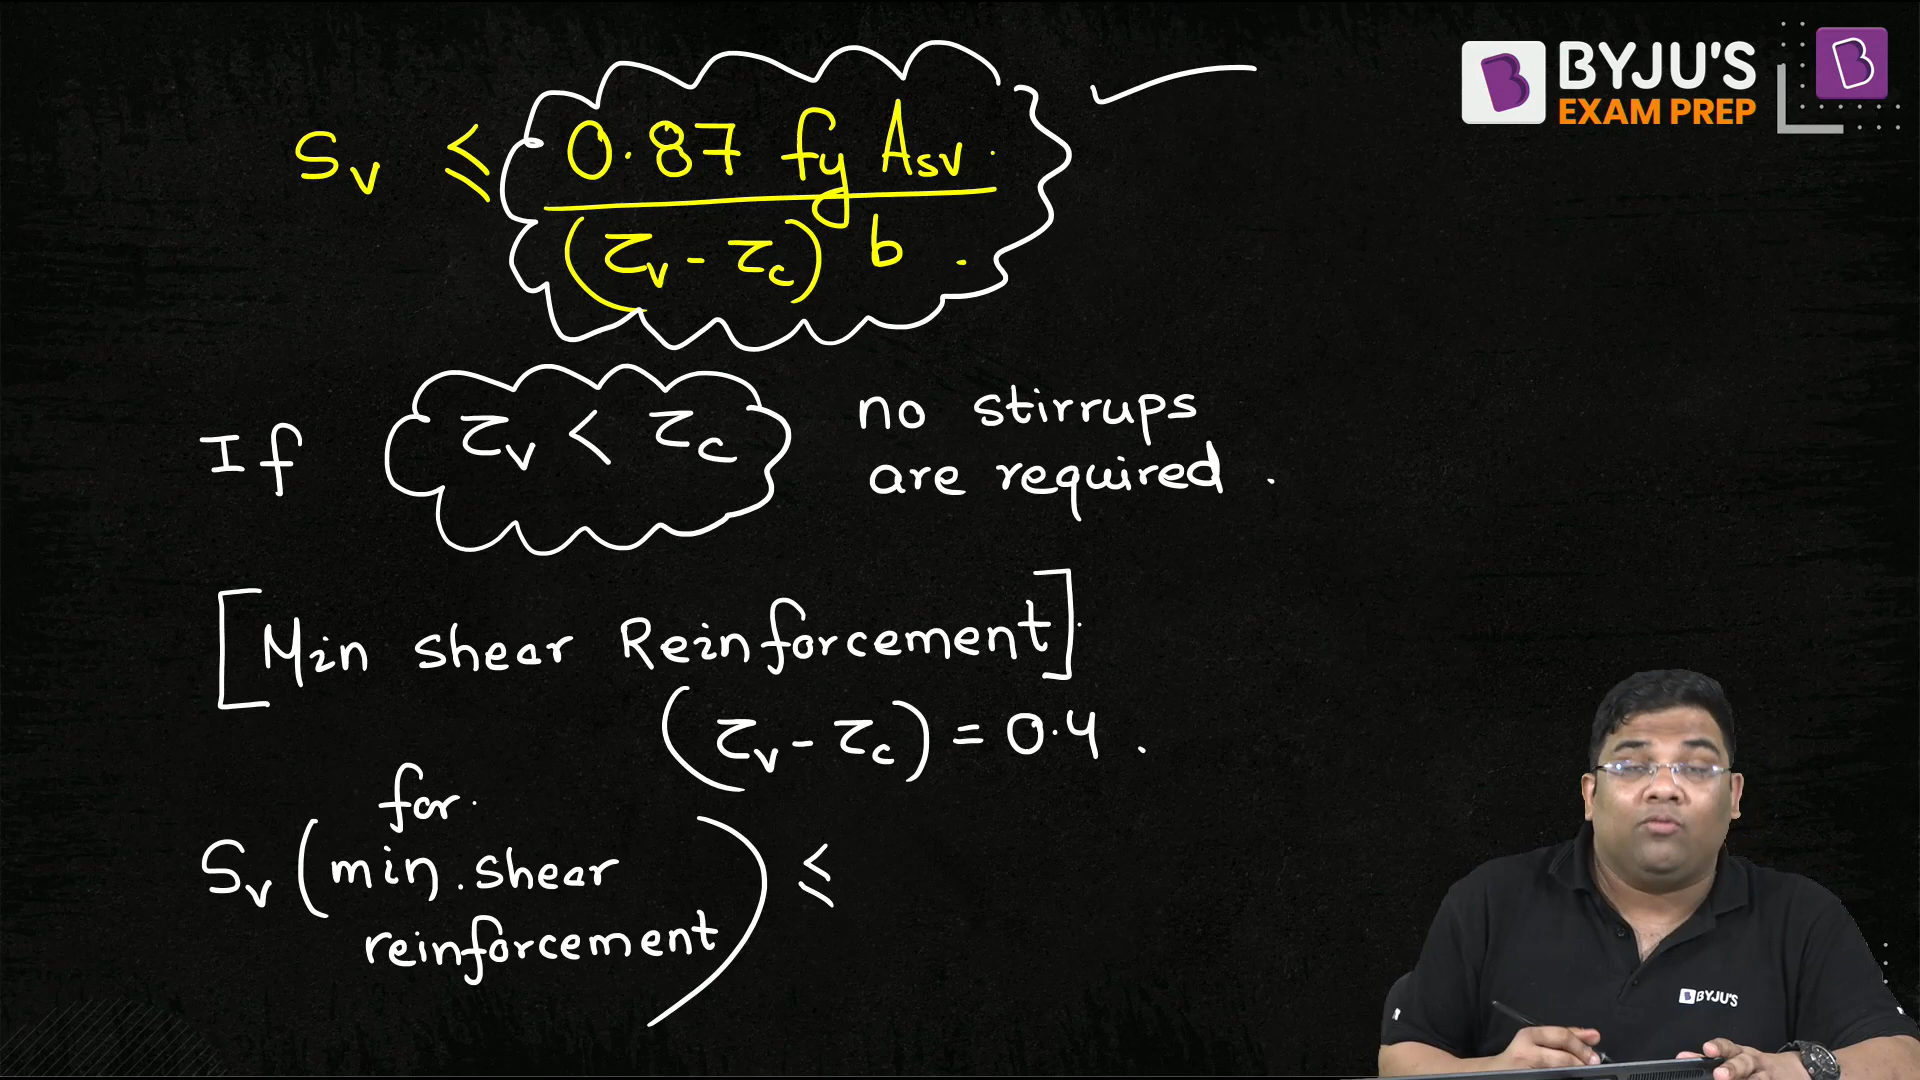 BYJU'S
EXAM PREP
B
Sv ≤ 0.87 fy Asv
(τv - τc) b
If τv < τc no stirrups
are required.
[Min shear Reinforcement]
(τv - τc) = 0.4.
for
Sv (min. shear
reinforcement) ≤
BYJU'S